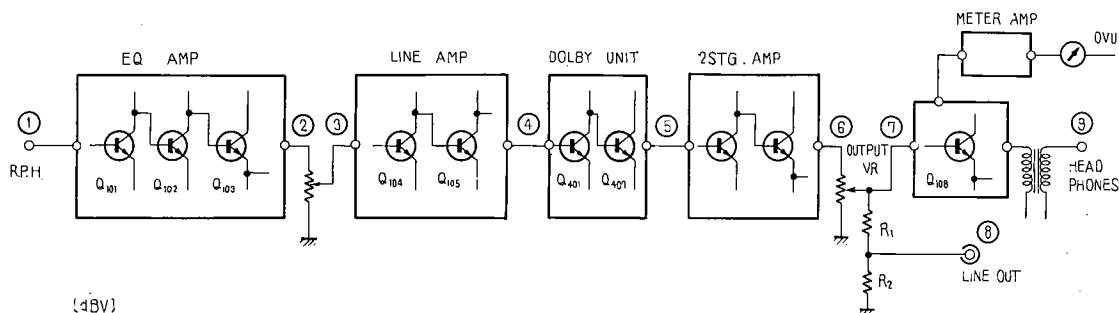 METER AMP
OVU
EQ AMP
LINE AMP
DOLBY UNIT
2STG. AMP
1
2
3
4
5
6
7
9
R.P.H.
Q101
Q102
Q103
Q104
Q105
Q401
Q407
OUTPUT
VR
Q108
HEAD
PHONES
R1
8
R2
LINE OUT
(dBV)